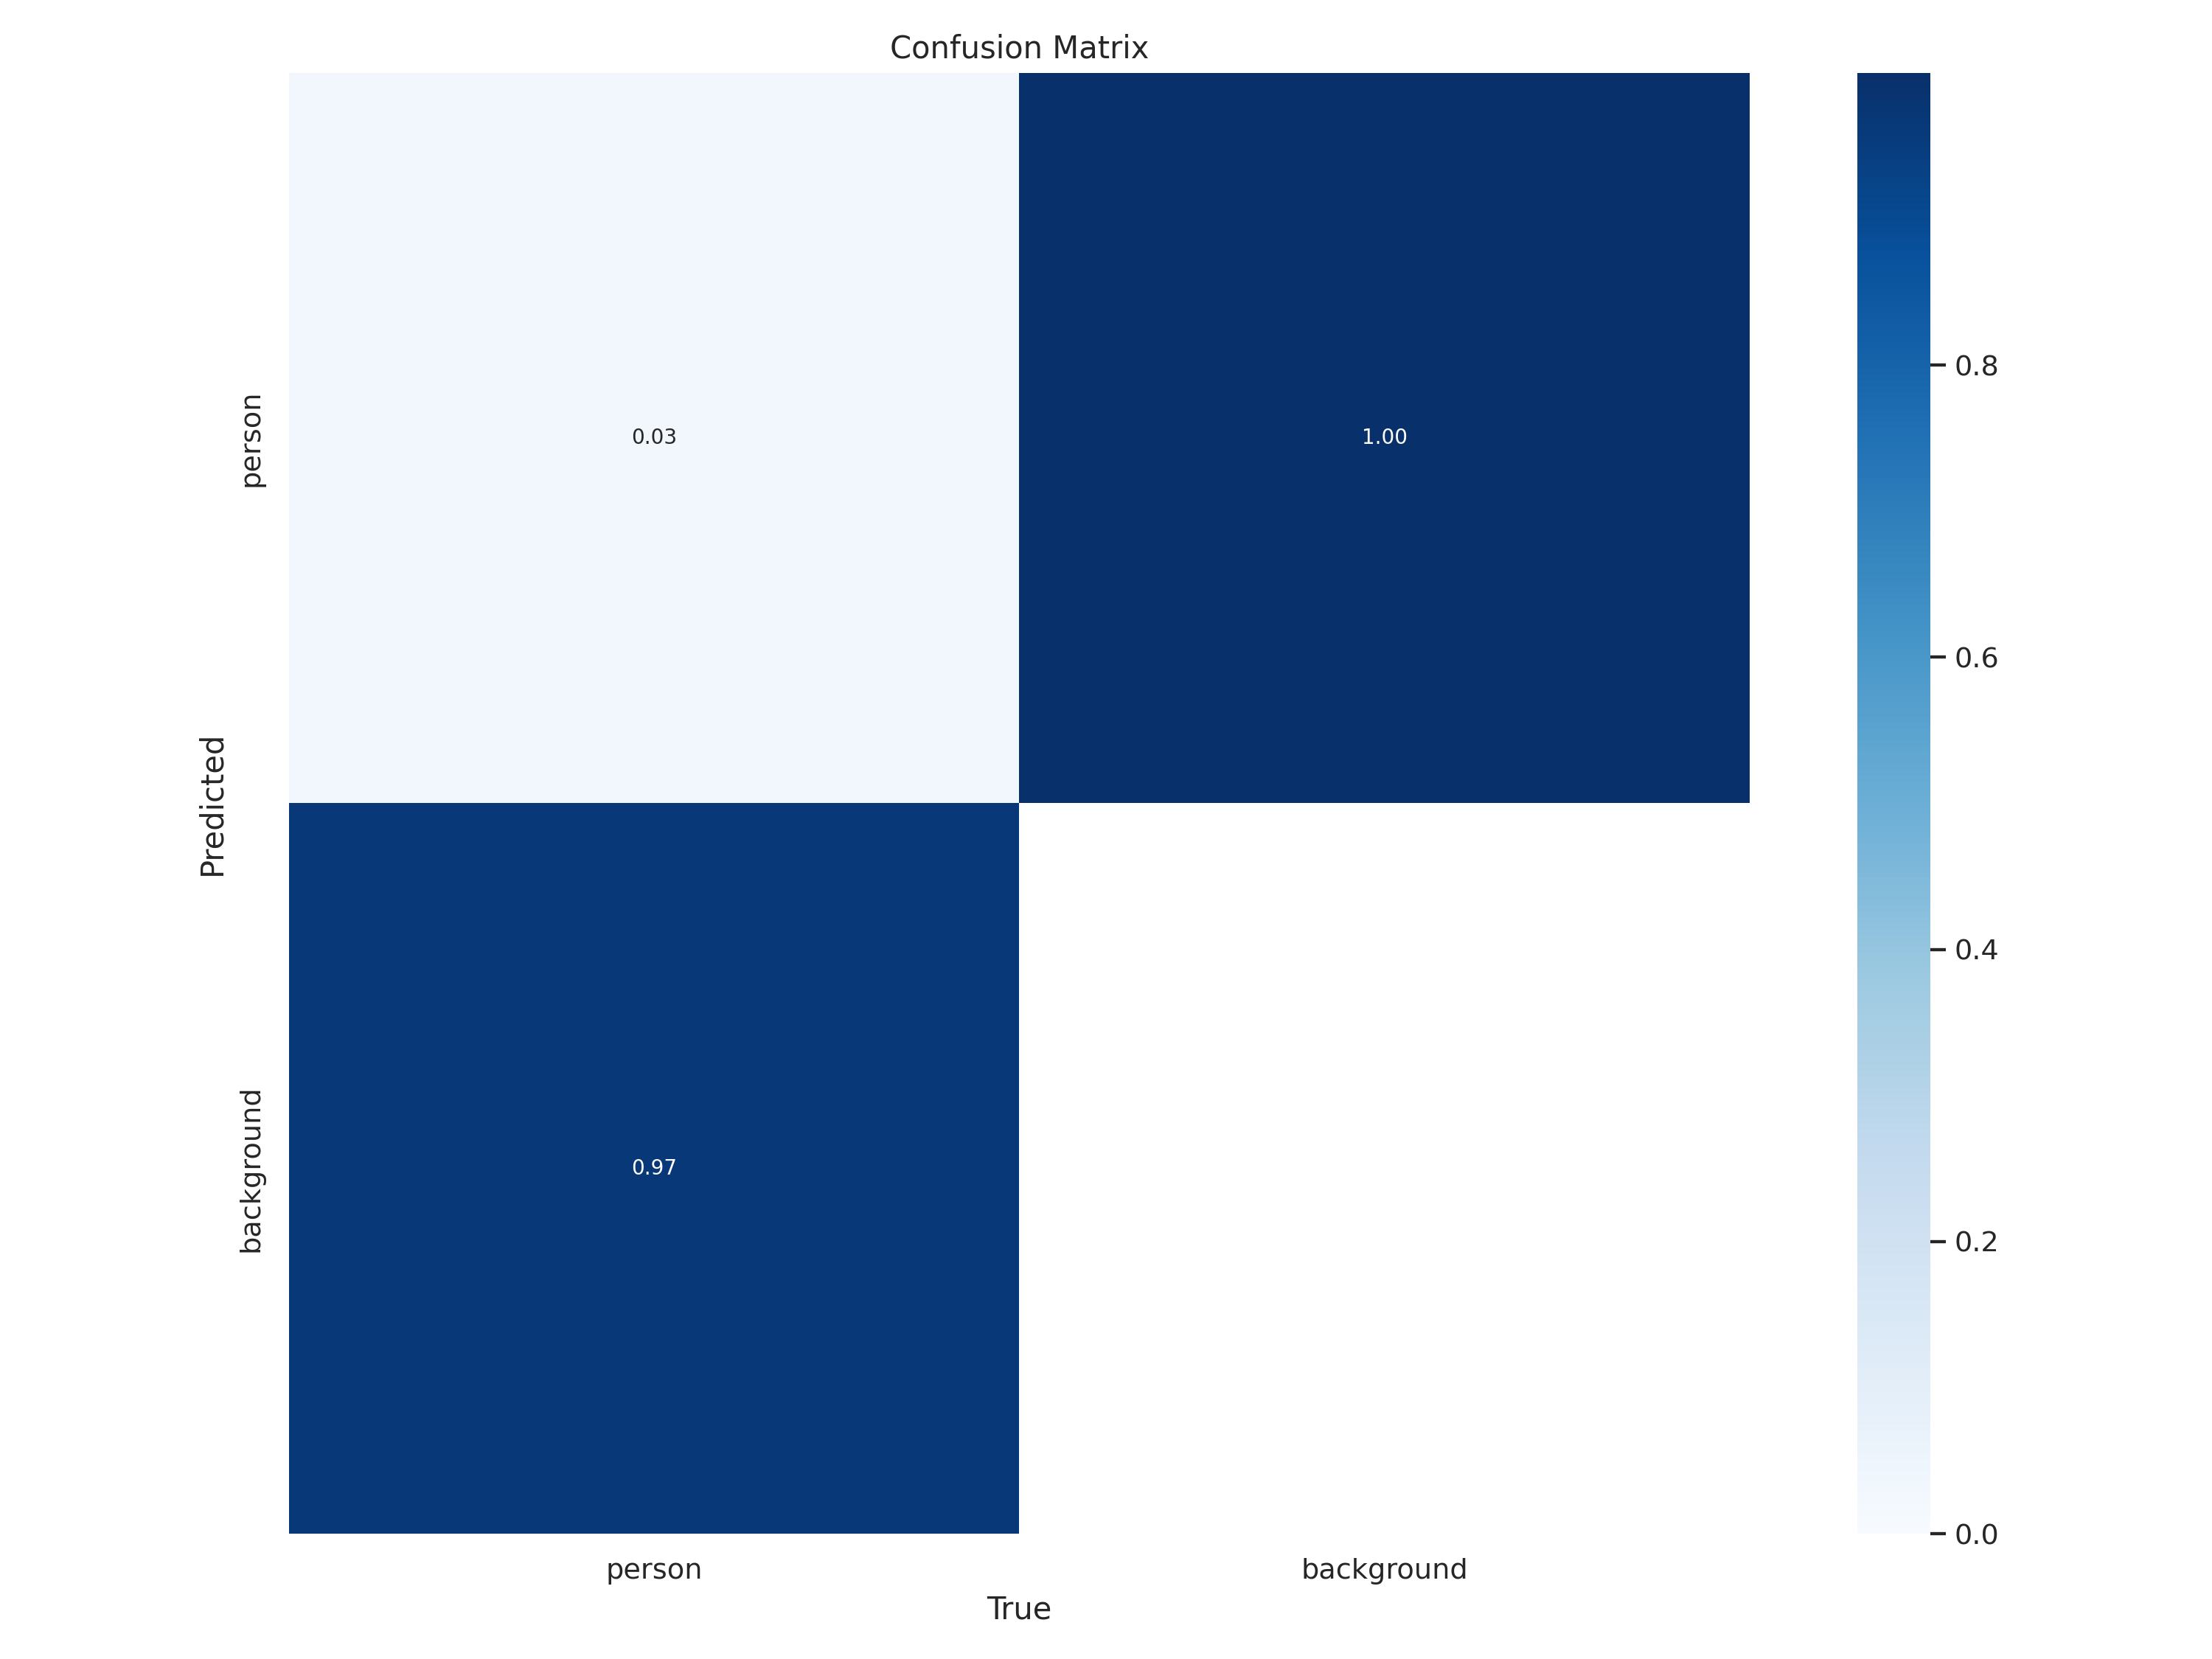 Confusion Matrix
person
0.03
1.00
0.8
0.6
Predicted
0.4
background
0.97
0.2
0.0
person
background
True